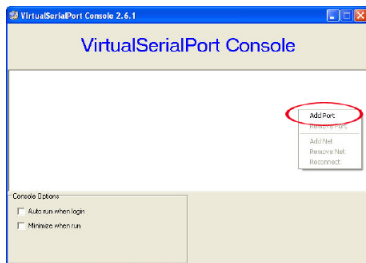 VirtualSerialPort Console 2.6.1
VirtualSerialPort Console
Add Port
Remove Port
Add Net
Remove Net
Reconnect
Console Options
Auto run when login
Minimize when run